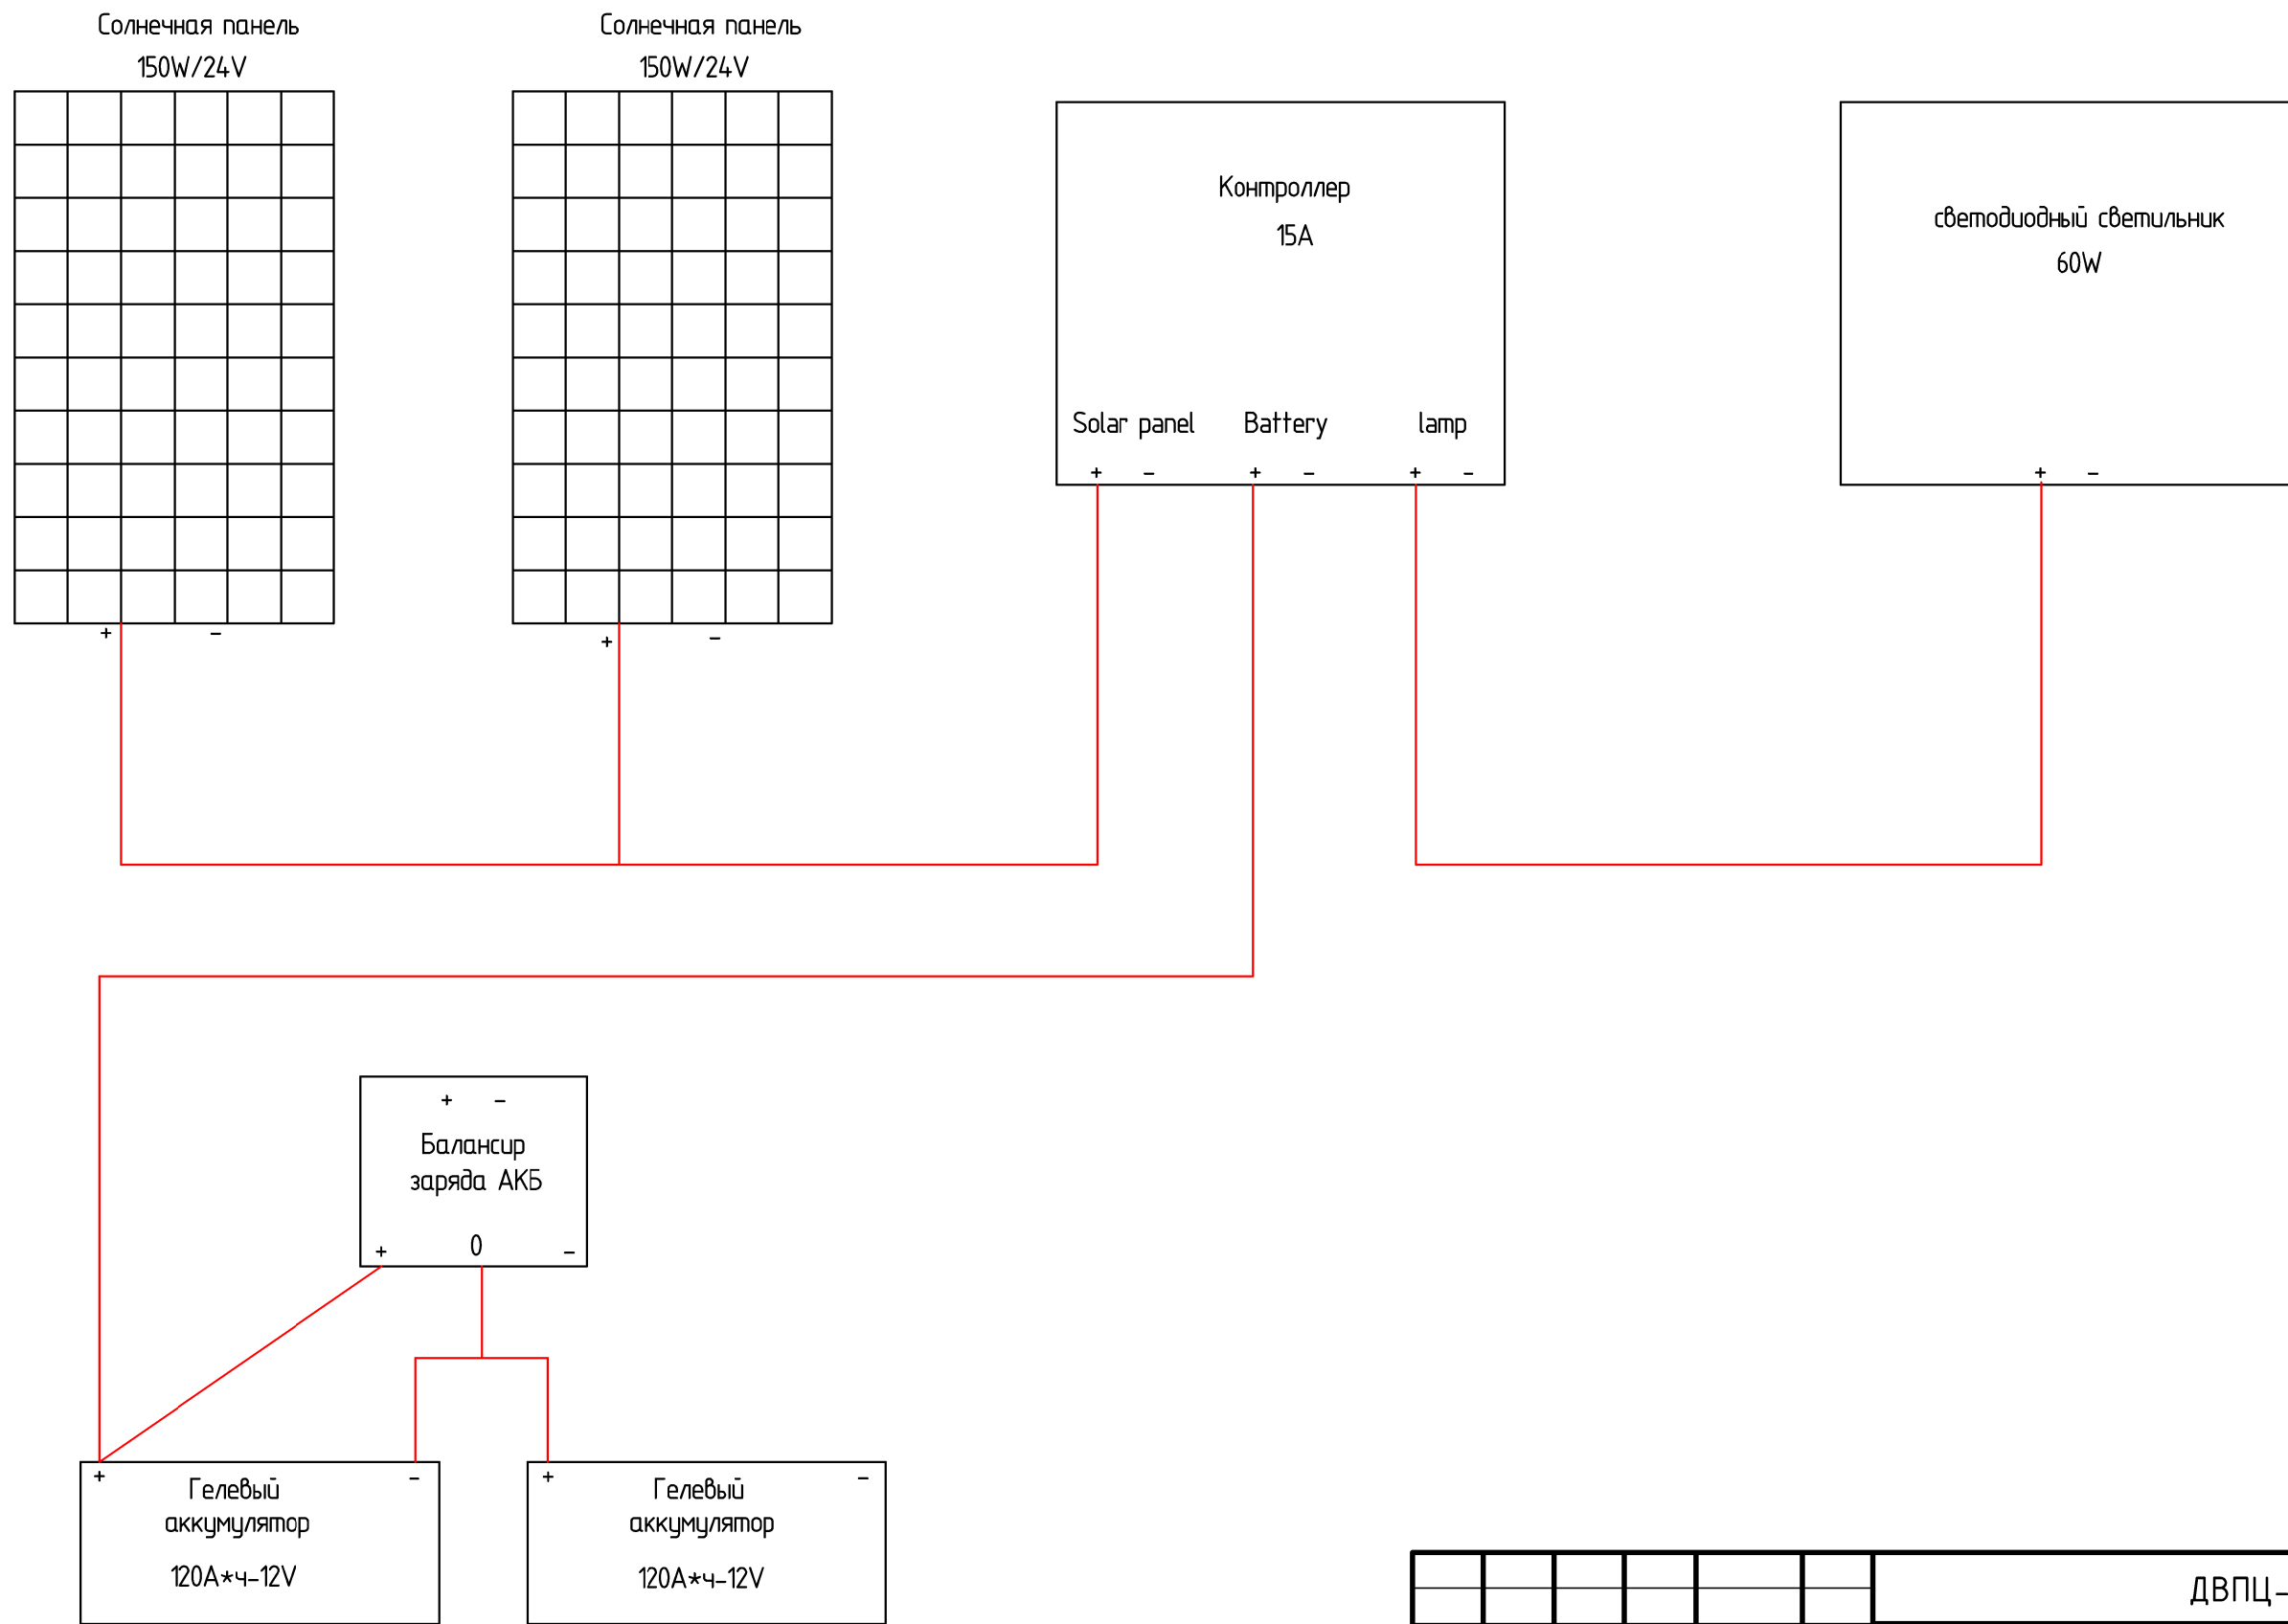 Солнечная панель
150W/24V
+ -
Солнечная панель
150W/24V
+ -
Контроллер
15А
Solar panel Battery lamp
+ - + - + -
светодиодный светильник
60W
+ -
+ -
Балансир
заряда АКБ
+ 0 -
+ -
Гелевый
аккумулятор
120А*ч-12V
+ -
Гелевый
аккумулятор
120А*ч-12V
ДВПЦ-